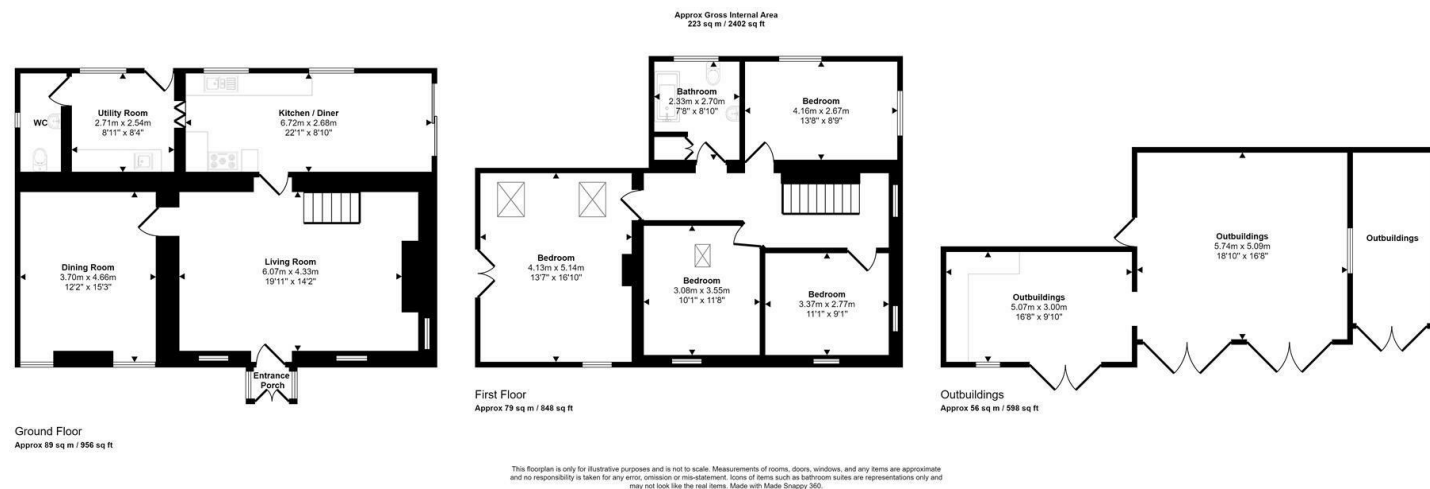 Approx Gross Internal Area
223 sq m / 2402 sq ft
WC
Utility Room
2.71m x 2.54m
8'11" x 8'4"
Kitchen / Diner
6.72m x 2.68m
22'1" x 8'10"
Dining Room
3.70m x 4.66m
12'2" x 15'3"
Living Room
6.07m x 4.33m
19'11" x 14'2"
Entrance
Porch
Ground Floor
Approx 89 sq m / 956 sq ft
Bathroom
2.33m x 2.70m
7'8" x 8'10"
Bedroom
4.16m x 2.67m
13'8" x 8'9"
Bedroom
4.13m x 5.14m
13'7" x 16'10"
Bedroom
3.08m x 3.55m
10'1" x 11'8"
Bedroom
3.37m x 2.77m
11'1" x 9'1"
First Floor
Approx 79 sq m / 848 sq ft
Outbuildings
5.74m x 5.09m
18'10" x 16'8"
Outbuildings
Outbuildings
5.07m x 3.00m
16'8" x 9'10"
Outbuildings
Approx 56 sq m / 598 sq ft
This floorplan is only for illustrative purposes and is not to scale. Measurements of rooms, doors, windows, and any items are approximate
and no responsibility is taken for any error, omission or mis-statement. Icons of items such as bathroom suites are representations only and
may not look like the real items. Made with Made Snappy 360.